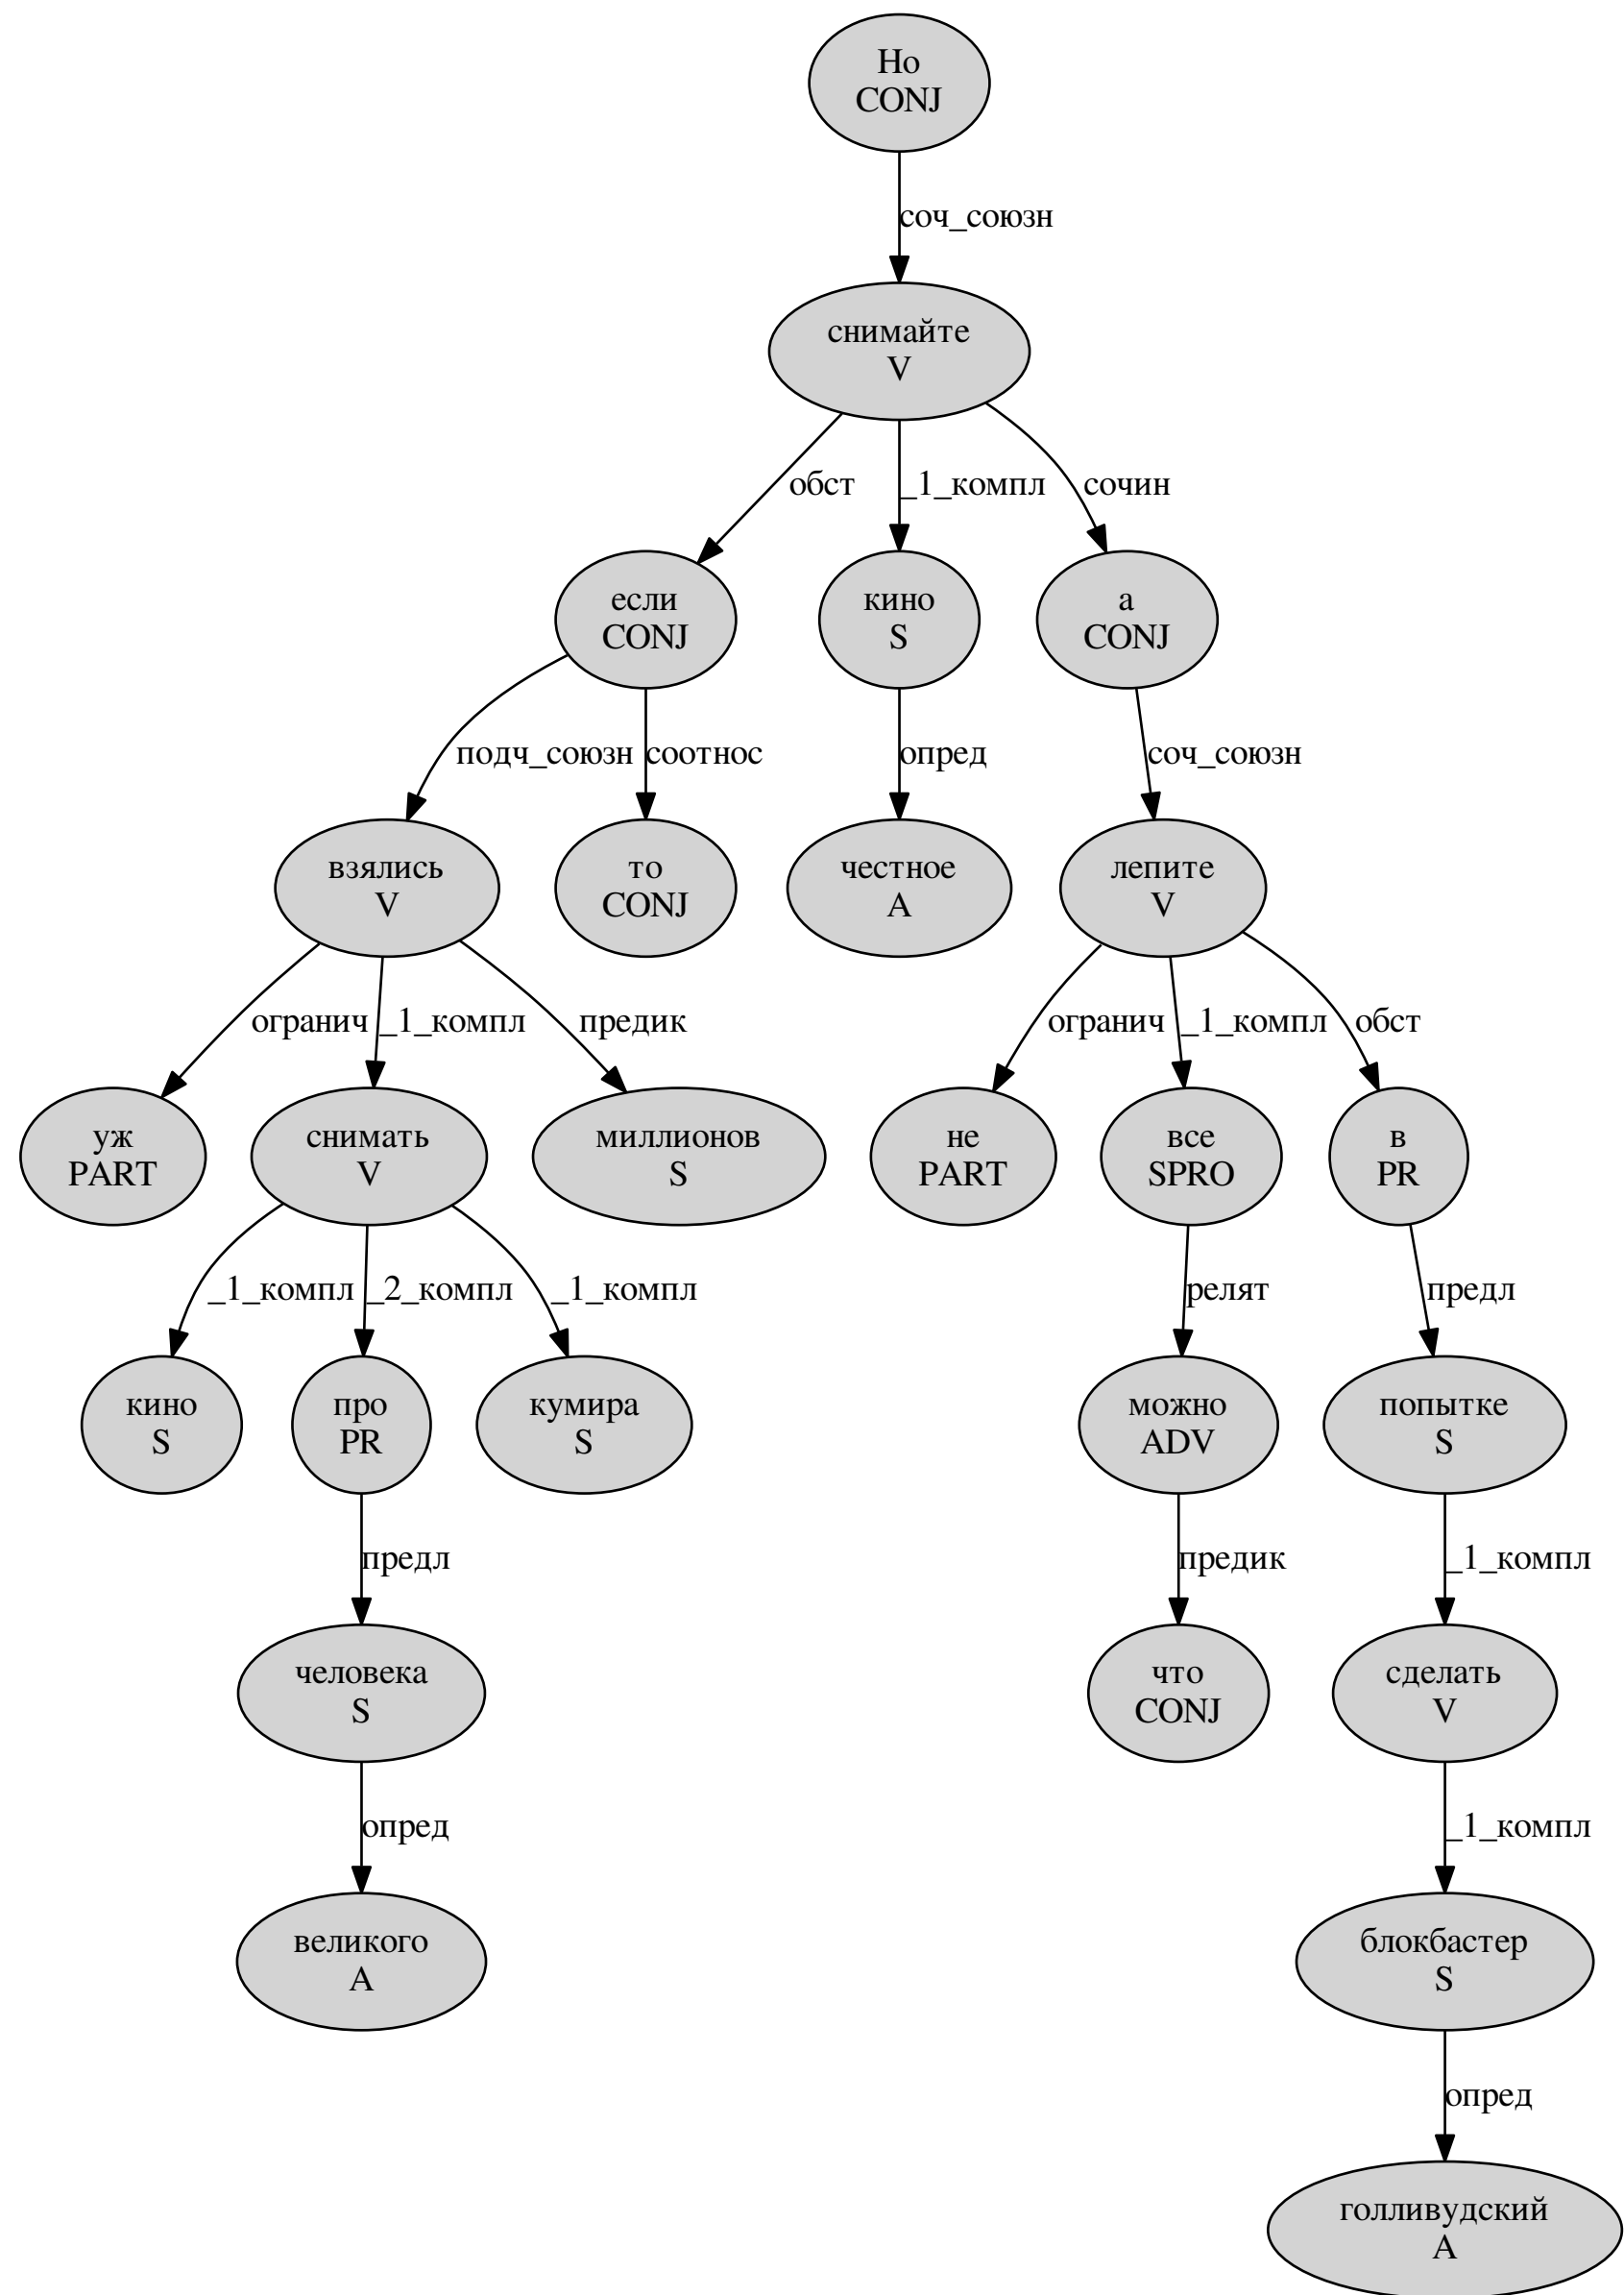 Но
CONJ
соч_союзн
снимайте
V
обст
_1_компл
сочин
если
CONJ
кино
S
а
CONJ
подч_союзн
соотнос
опред
соч_союзн
взялись
V
то
CONJ
честное
A
лепите
V
огранич
_1_компл
предик
огранич
_1_компл
обст
уж
PART
снимать
V
миллионов
S
не
PART
все
SPRO
в
PR
_1_компл
_2_компл
_1_компл
релят
предл
кино
S
про
PR
кумира
S
можно
ADV
попытке
S
предл
предик
_1_компл
человека
S
что
CONJ
сделать
V
опред
_1_компл
великого
A
блокбастер
S
опред
голливудский
A